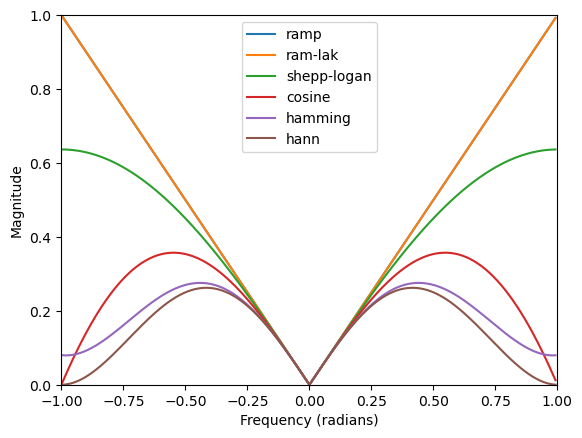 1.0
0.8
0.6
0.4
0.2
0.0
Magnitude
ramp
ram-lak
shepp-logan
cosine
hamming
hann
−1.00 −0.75 −0.50 −0.25 0.00 0.25 0.50 0.75 1.00
Frequency (radians)